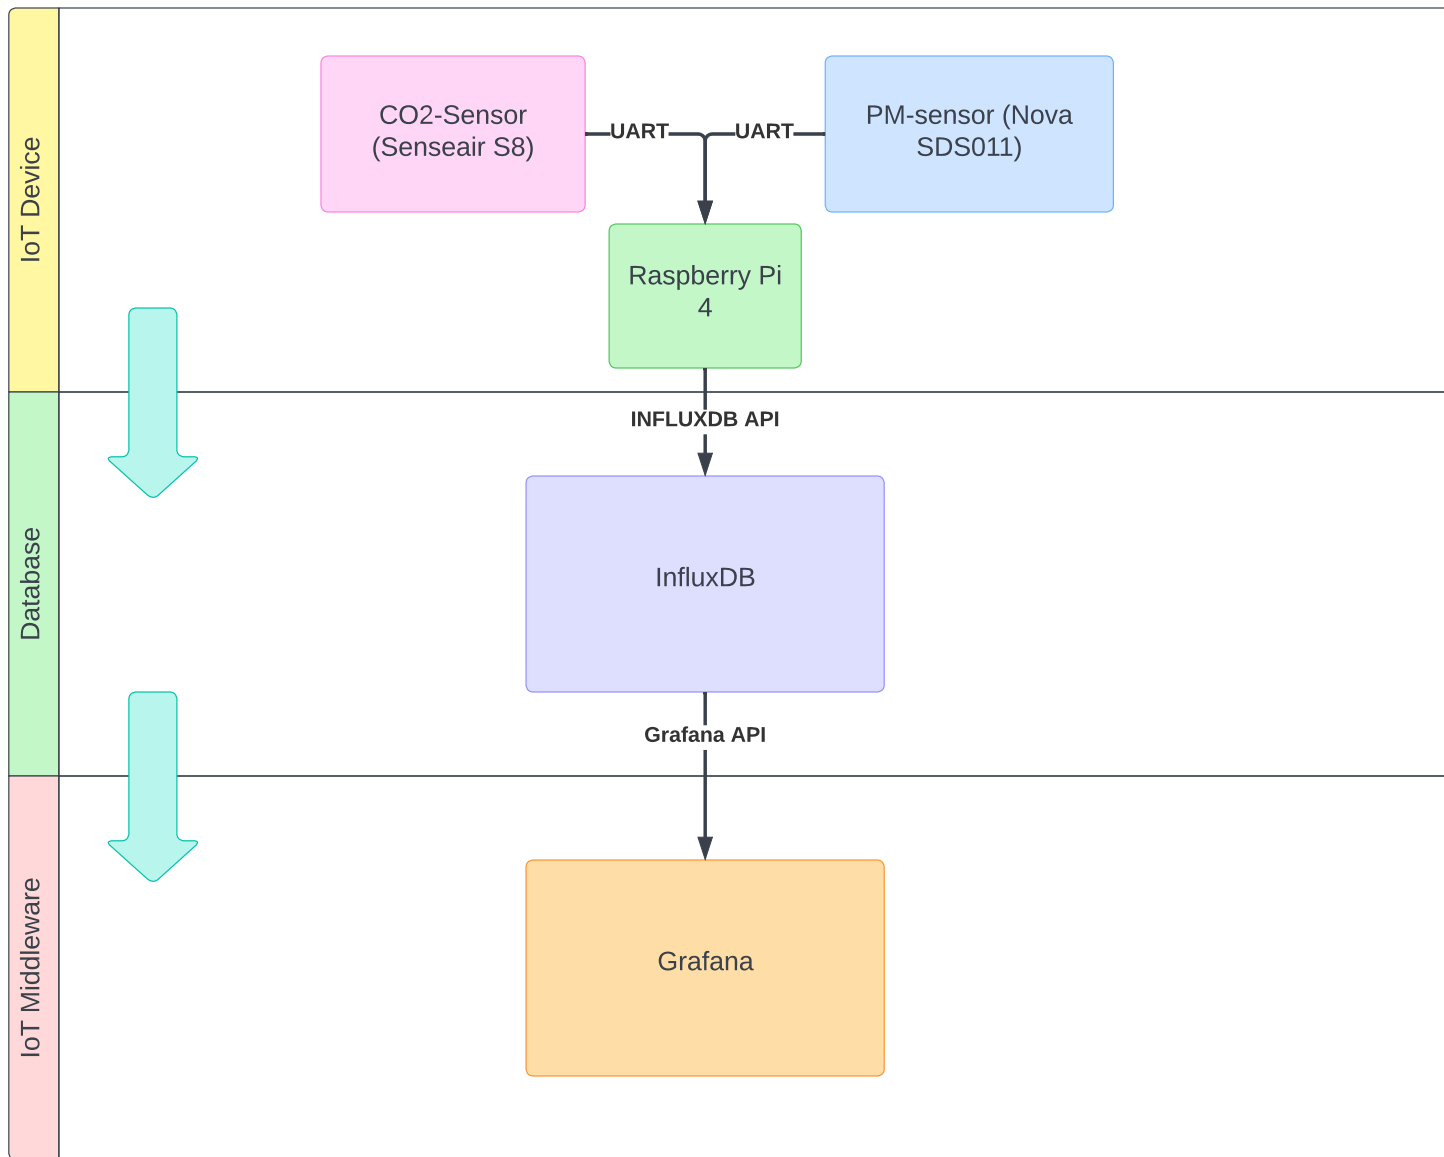 IoT Device
CO2-Sensor
(Senseair S8)
UART
UART
PM-sensor (Nova
SDS011)
Raspberry Pi
4
INFLUXDB API
Database
InfluxDB
Grafana API
IoT Middleware
Grafana